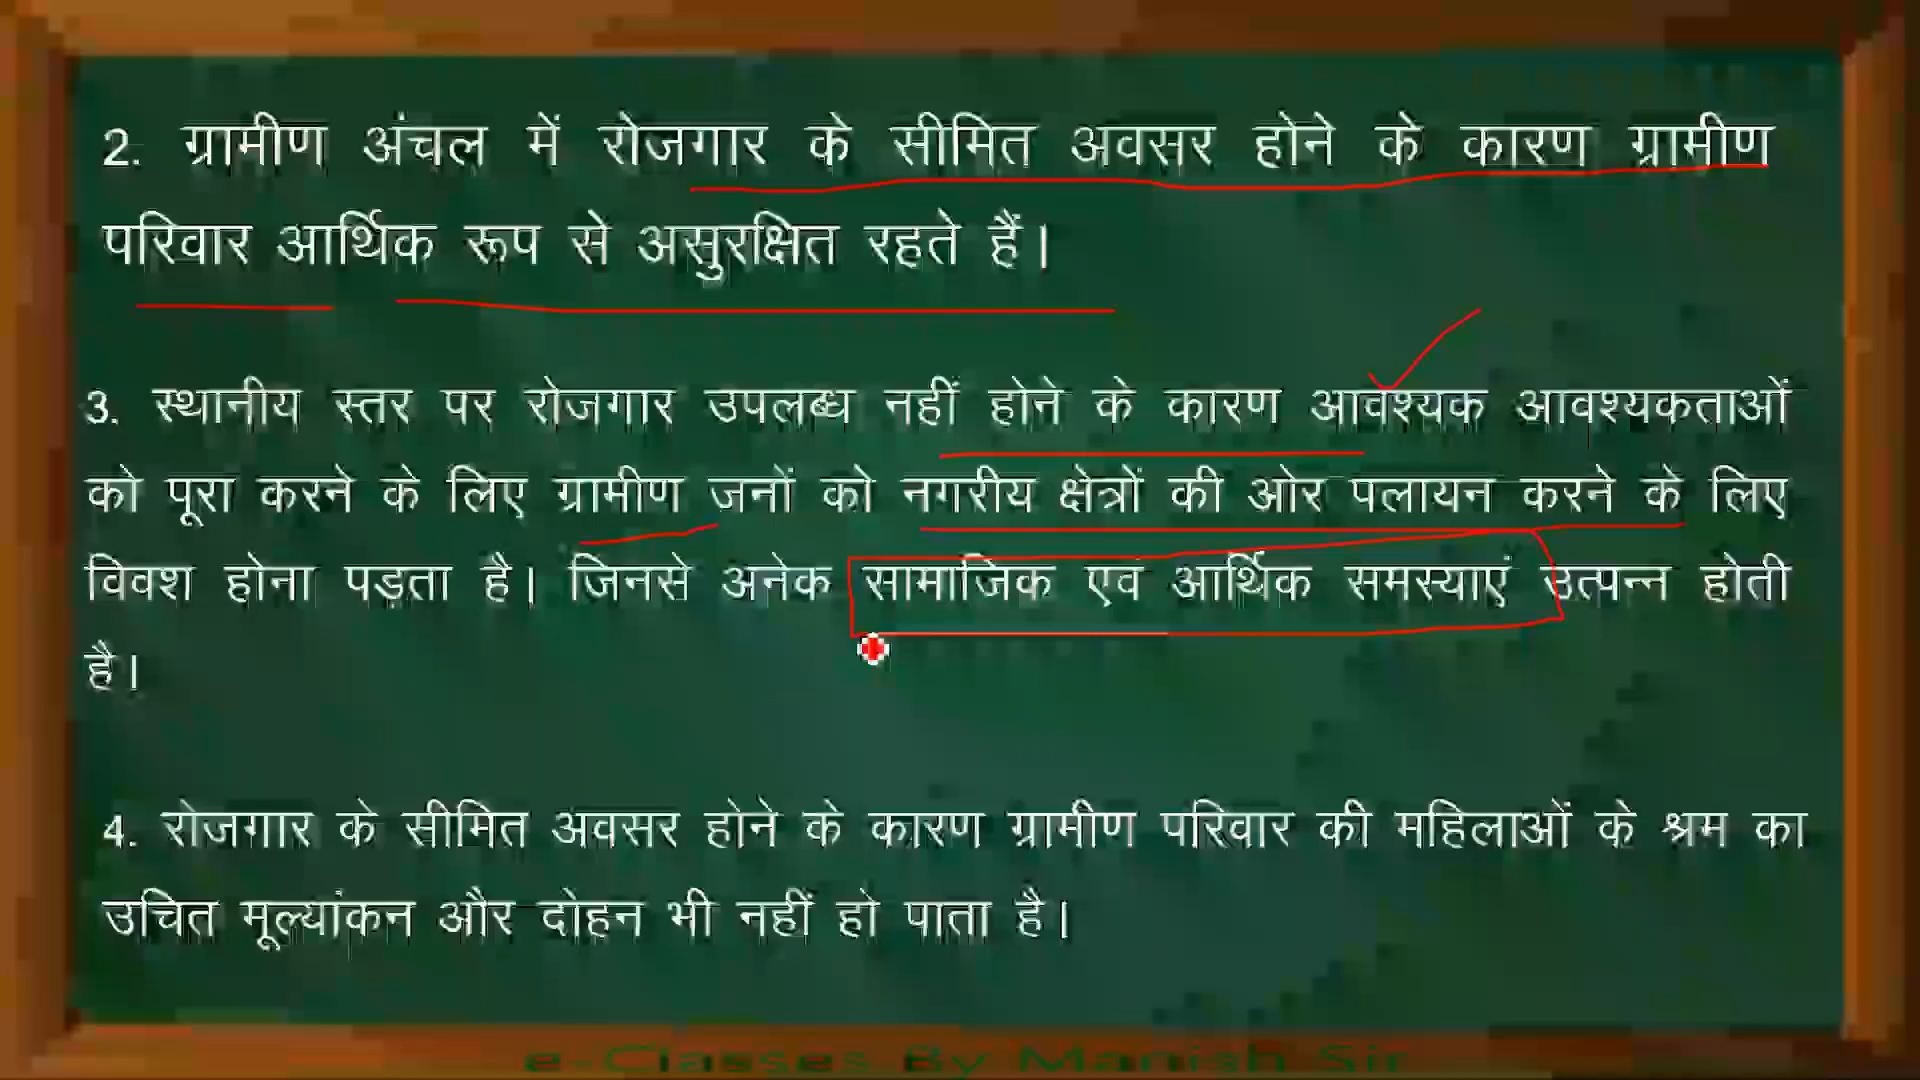 2. ग्रामीण अंचल में रोजगार के सीमित अवसर होने के कारण ग्रामीण
परिवार आर्थिक रूप से असुरक्षित रहते हैं।
3. स्थानीय स्तर पर रोजगार उपलब्ध नहीं होने के कारण आवश्यक आवश्यकताओं
को पूरा करने के लिए ग्रामीण जनों को नगरीय क्षेत्रों की ओर पलायन करने के लिए
विवश होना पड़ता है। जिनसे अनेक सामाजिक एवं आर्थिक समस्याएं उत्पन्न होती
है।
4. रोजगार के सीमित अवसर होने के कारण ग्रामीण परिवार की महिलाओं के श्रम का
उचित मूल्यांकन और दोहन भी नहीं हो पाता है।
e-Classes By Manish Sir